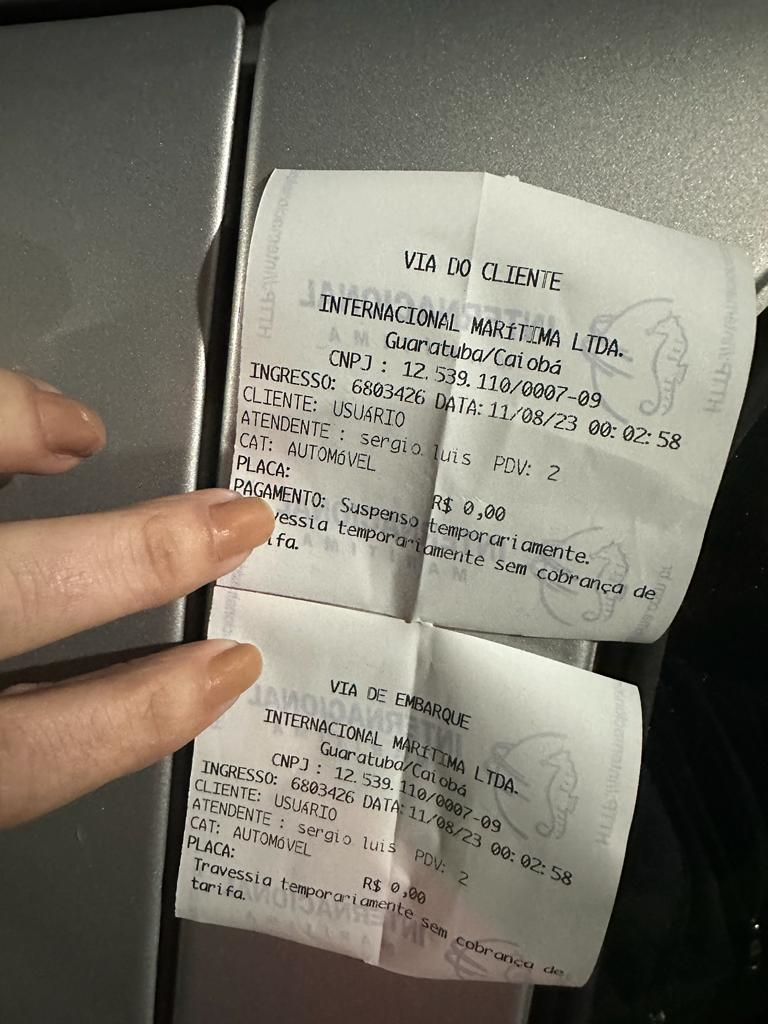 VIA DO CLIENTE
INTERNACIONAL MARíTIMA LTDA.
Guaratuba/Caiobá
CNPJ : 12.539.110/0007-09
INGRESSO: 6803426 DATA: 11/08/23 00:02:58
CLIENTE: USUáRIO
ATENDENTE : sergio luis PDV: 2
CAT: AUTOMóVEL
PLACA:
R$ 0,00
PAGAMENTO: Suspenso temporariamente.
temporariamente sem cobrança de
VIA DE EMBARQUE
INTERNACIONAL MARíTIMA LTDA.
Guaratuba/Caiobá
CNPJ : 12.539.110/0007-09
INGRESSO: 6803426 DATA: 11/08/23 00:02:58
CLIENTE: USUáRIO
ATENDENTE : sergio luis PDV: 2
CAT: AUTOMóVEL
PLACA:
R$ 0,00
Travessia temporariamente sem cobrança de
tarifa.